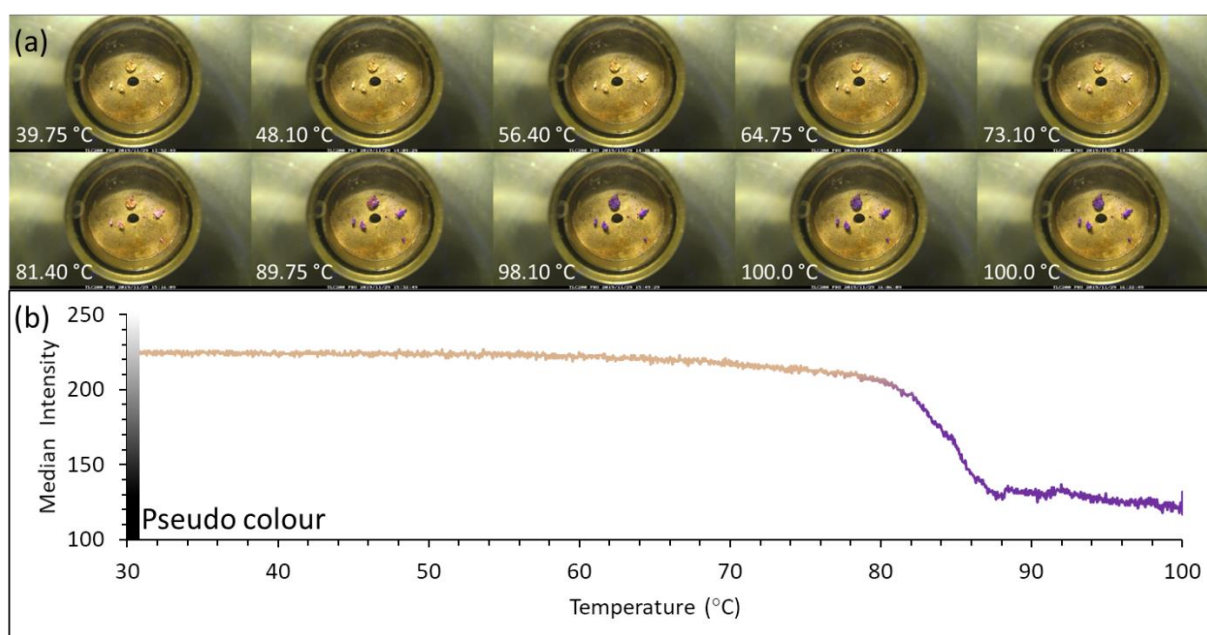 (a)
39.75 °C
48.10 °C
56.40 °C
64.75 °C
73.10 °C
81.40 °C
89.75 °C
98.10 °C
100.0 °C
100.0 °C
(b)
250
200
150
100
Median Intensity
Pseudo colour
30 40 50 60 70 80 90 100
Temperature (°C)